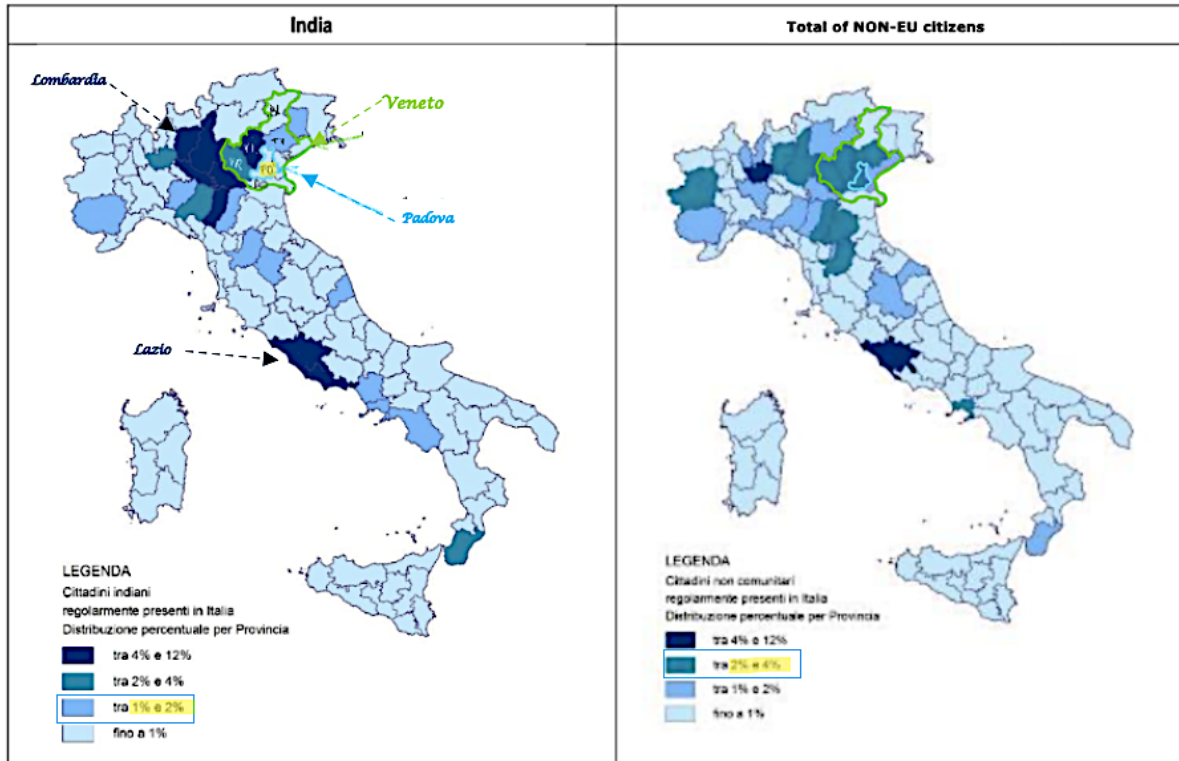 India
Total of NON-EU citizens
Lombardia
Veneto
Padova
Lazio
VI
PD
LEGENDA
Cittadini indiani
regolarmente presenti in Italia
Distribuzione percentuale per Provincia
tra 4% e 12%
tra 2% e 4%
tra 1% e 2%
fino a 1%
LEGENDA
Cittadini non comunitari
regolarmente presenti in Italia
Distribuzione percentuale per Provincia
tra 4% e 12%
tra 2% e 4%
tra 1% e 2%
fino a 1%